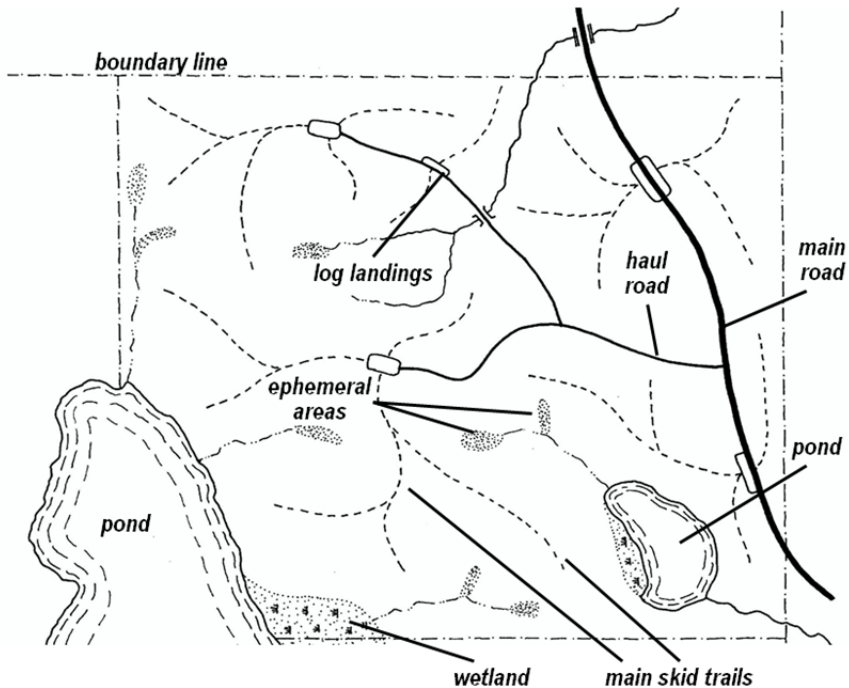 boundary line
log landings
haul
road
main
road
ephemeral
areas
pond
pond
wetland
main skid trails